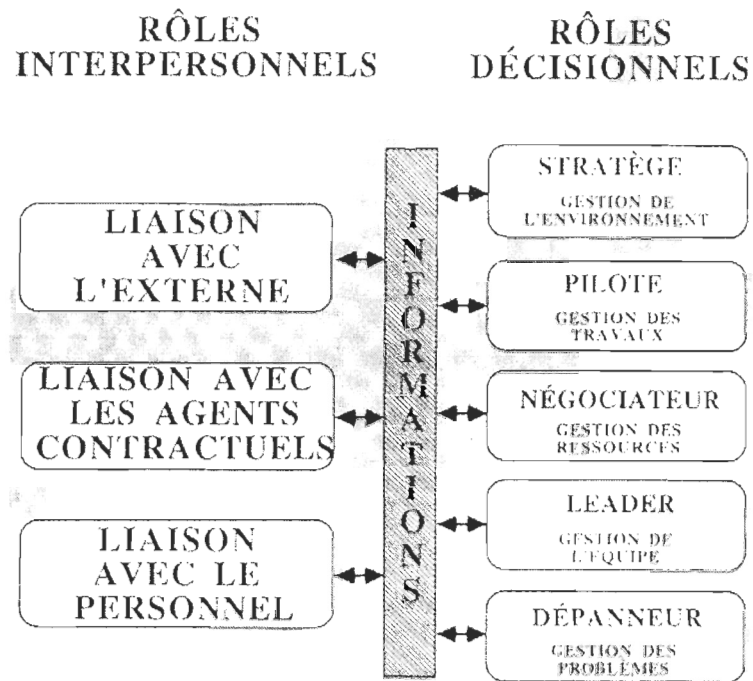 RÔLES
INTERPERSONNELS
RÔLES
DÉCISIONNELS
LIAISON
AVEC
L'EXTERNE
LIAISON AVEC
LES AGENTS
CONTRACTUELS
LIAISON
AVEC LE
PERSONNEL
INFORMATIONS
STRATÈGE
GESTION DE
L'ENVIRONNEMENT
PILOTE
GESTION DES
TRAVAUX
NÉGOCIATEUR
GESTION DES
RESSOURCES
LEADER
GESTION DE
L'ÉQUIPE
DÉPANNEUR
GESTION DES
PROBLÈMES